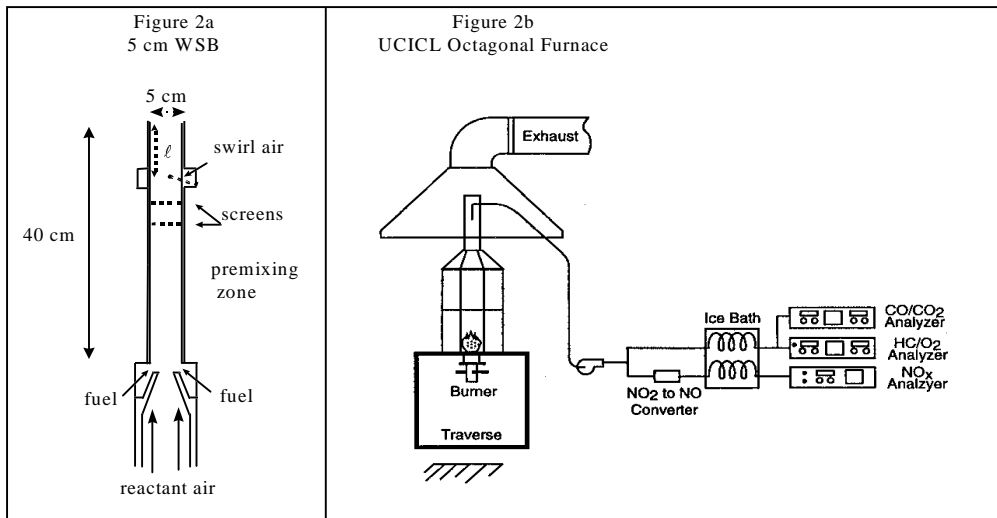 Figure 2a
5 cm WSB
5 cm
ℓ
swirl air
screens
40 cm
premixing
zone
fuel
fuel
reactant air
Figure 2b
UCICL Octagonal Furnace
Exhaust
Ice Bath
CO/CO2
Analyzer
HC/O2
Analyzer
NOx
Analzyer
NO2 to NO
Converter
Burner
Traverse